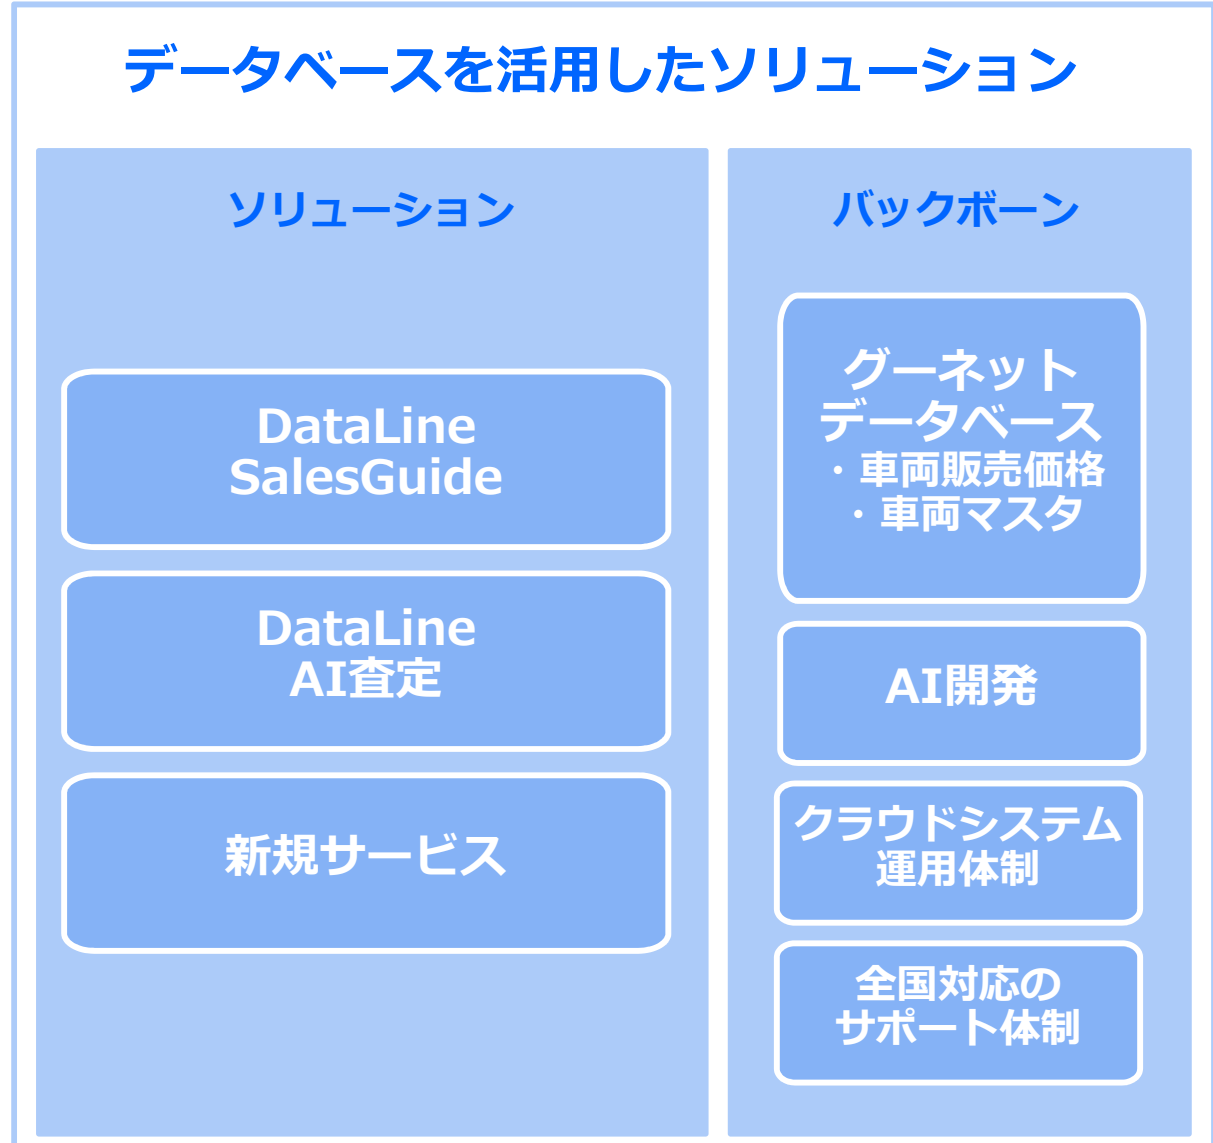 データベースを活用したソリューション
ソリューション
DataLine
SalesGuide
DataLine
AI査定
新規サービス
バックボーン
グーネット
データベース
・車両販売価格
・車両マスタ
AI開発
クラウドシステム
運用体制
全国対応の
サポート体制